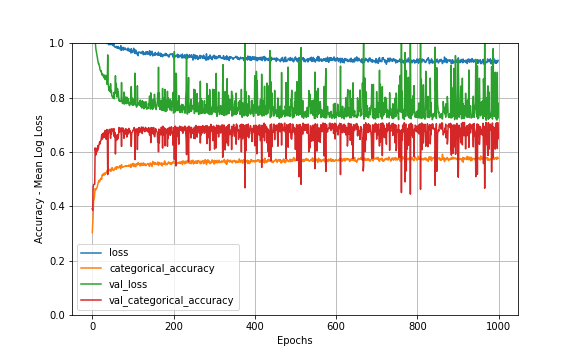 1.0
0.8
0.6
0.4
0.2
0.0
Accuracy - Mean Log Loss
loss
categorical_accuracy
val_loss
val_categorical_accuracy
0 200 400 600 800 1000
Epochs